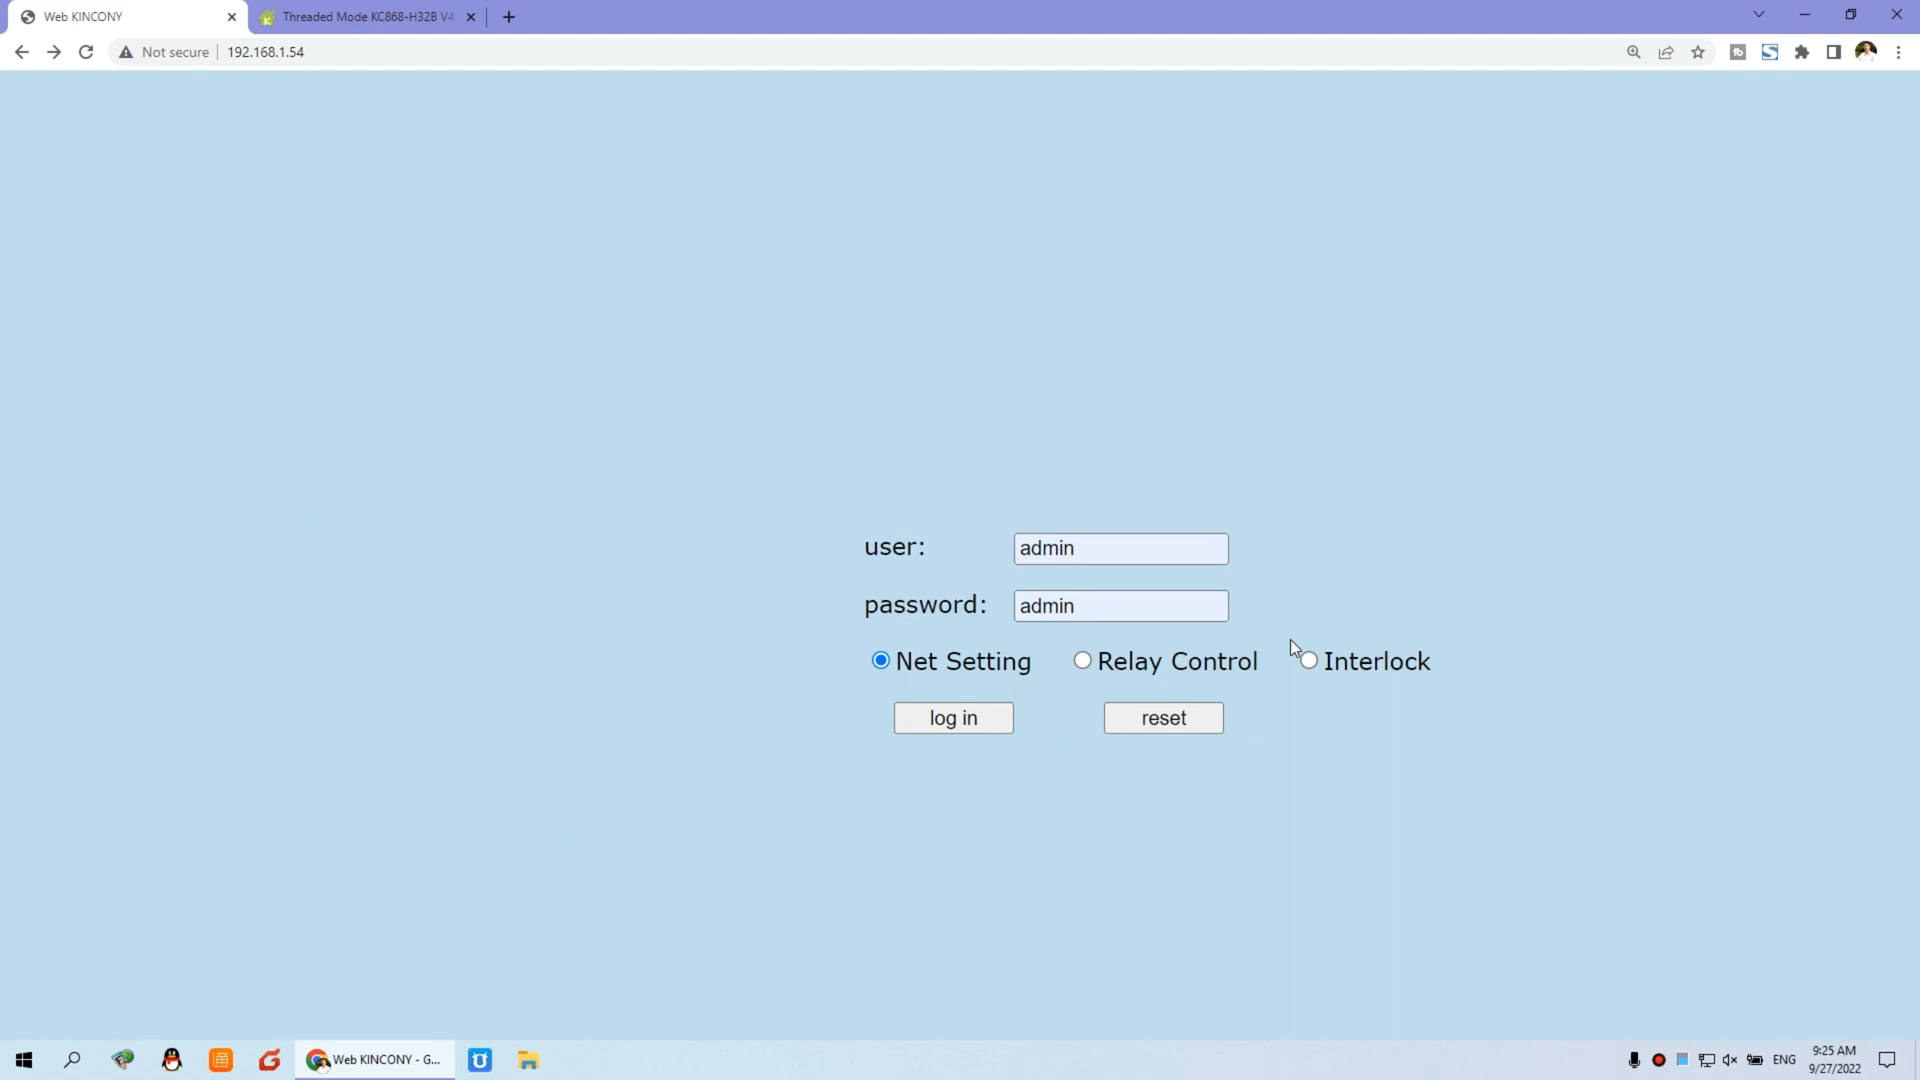 Web KINCONY
Threaded Mode KC868-H32B V4
Not secure
192.168.1.54
user:
admin
password:
admin
Net Setting
Relay Control
Interlock
log in
reset
Web KINCONY - G...
ENG
9:25 AM
9/27/2022